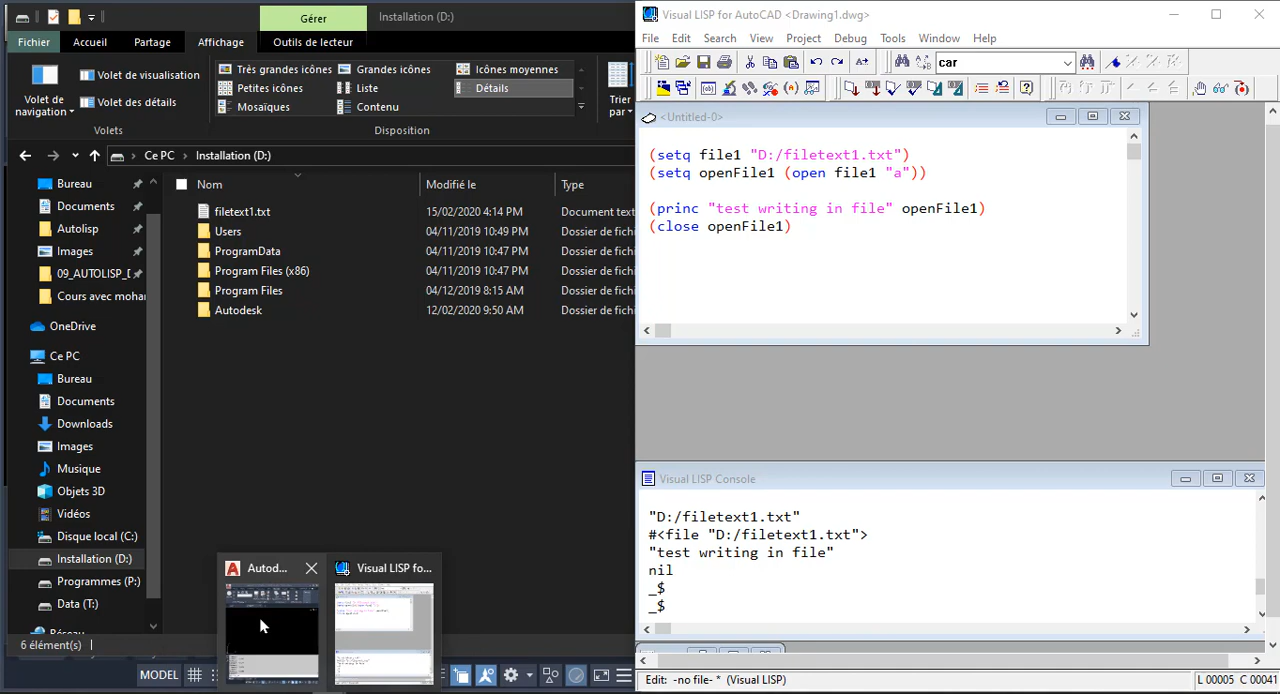 Gérer
Installation (D:)
Fichier
Accueil
Partage
Affichage
Outils de lecteur
Volet de navigation
Volet de visualisation
Volet des détails
Volets
Très grandes icônes
Petites icônes
Mosaïques
Liste
Contenu
Icônes moyennes
Détails
Disposition
Trier
par
Ce PC
Installation (D:)
Bureau
Documents
Autolisp
Images
Cours avec moha
OneDrive
Ce PC
Bureau
Documents
Downloads
Images
Musique
Objets 3D
Vidéos
Disque local (C:)
Installation (D:)
Programmes (P:)
Data (T:)
Nom
Modifié le
Type
filetext1.txt 15/02/2020 4:14 PM Document text
Users 04/11/2019 10:49 PM Dossier de fichi
ProgramData 04/11/2019 10:47 PM Dossier de fichi
Program Files (x86) 04/11/2019 10:47 PM Dossier de fichi
Program Files 04/12/2019 8:15 AM Dossier de fichi
Autodesk 12/02/2020 9:50 AM Dossier de fichi
6 élément(s)
Autod...
Visual LISP fo...
MODEL
Visual LISP for AutoCAD <Drawing1.dwg>
File Edit Search View Project Debug Tools Window Help
car
<Untitled-0>
(setq file1 "D:/filetext1.txt")
(setq openFile1 (open file1 "a"))
(princ "test writing in file" openFile1)
(close openFile1)
Visual LISP Console
"D:/filetext1.txt"
#<file "D:/filetext1.txt">
"test writing in file"
nil
_$
_$
Edit: -no file- * (Visual LISP)
L 00005 C 00041